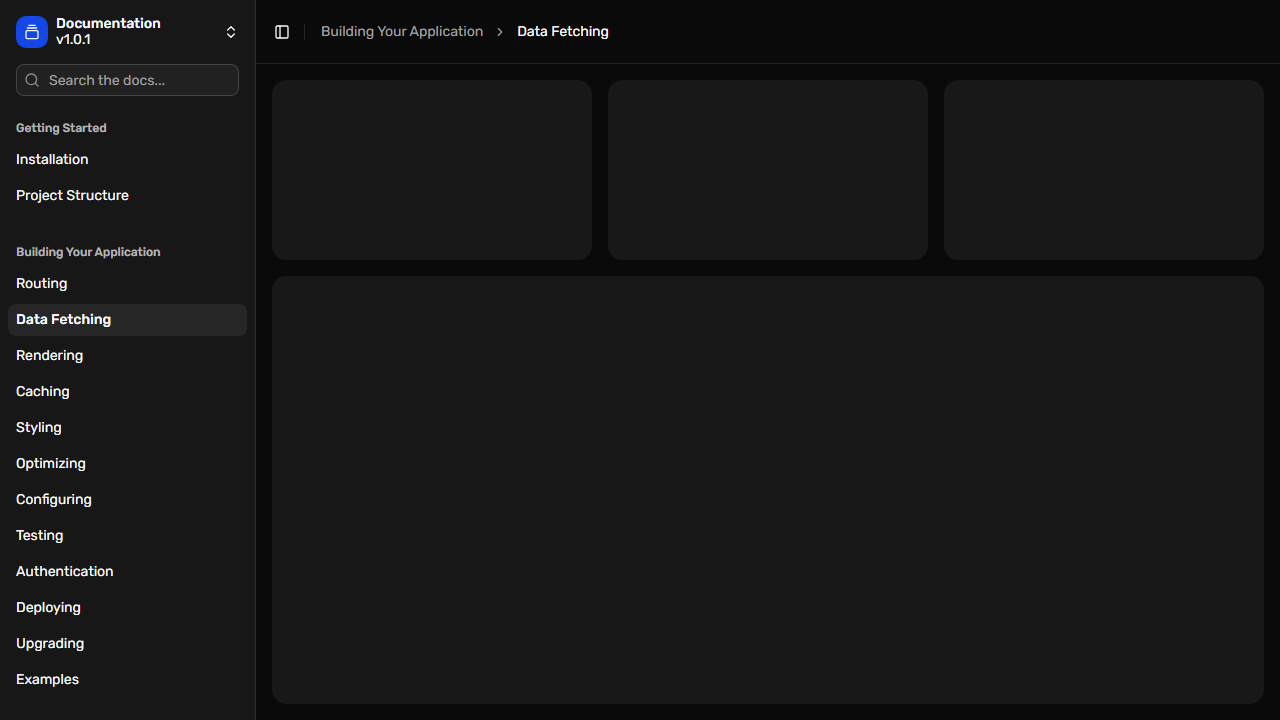 Documentation
v1.0.1
Search the docs...
Getting Started
Installation
Project Structure
Building Your Application
Routing
Data Fetching
Rendering
Caching
Styling
Optimizing
Configuring
Testing
Authentication
Deploying
Upgrading
Examples
Building Your Application > Data Fetching